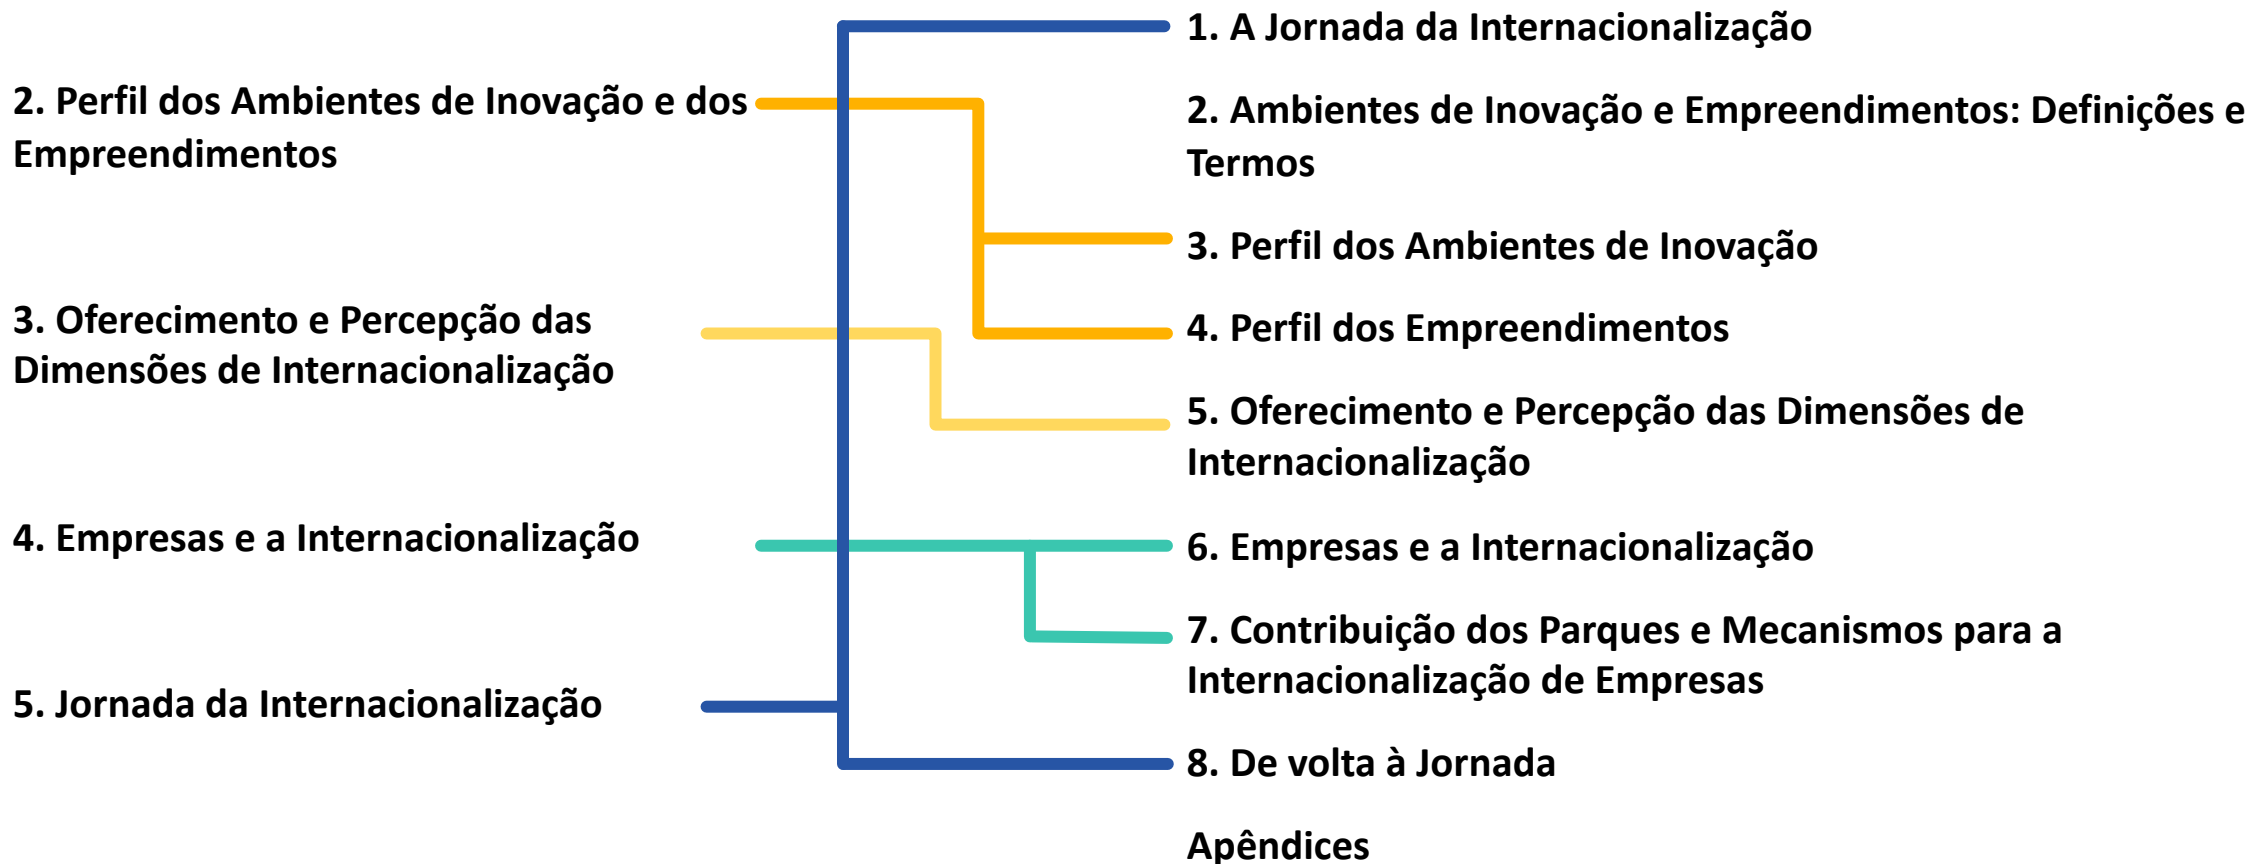 2. Perfil dos Ambientes de Inovação e dos
Empreendimentos
3. Oferecimento e Percepção das
Dimensões de Internacionalização
4. Empresas e a Internacionalização
5. Jornada da Internacionalização
1. A Jornada da Internacionalização
2. Ambientes de Inovação e Empreendimentos: Definições e
Termos
3. Perfil dos Ambientes de Inovação
4. Perfil dos Empreendimentos
5. Oferecimento e Percepção das Dimensões de
Internacionalização
6. Empresas e a Internacionalização
7. Contribuição dos Parques e Mecanismos para a
Internacionalização de Empresas
8. De volta à Jornada
Apêndices